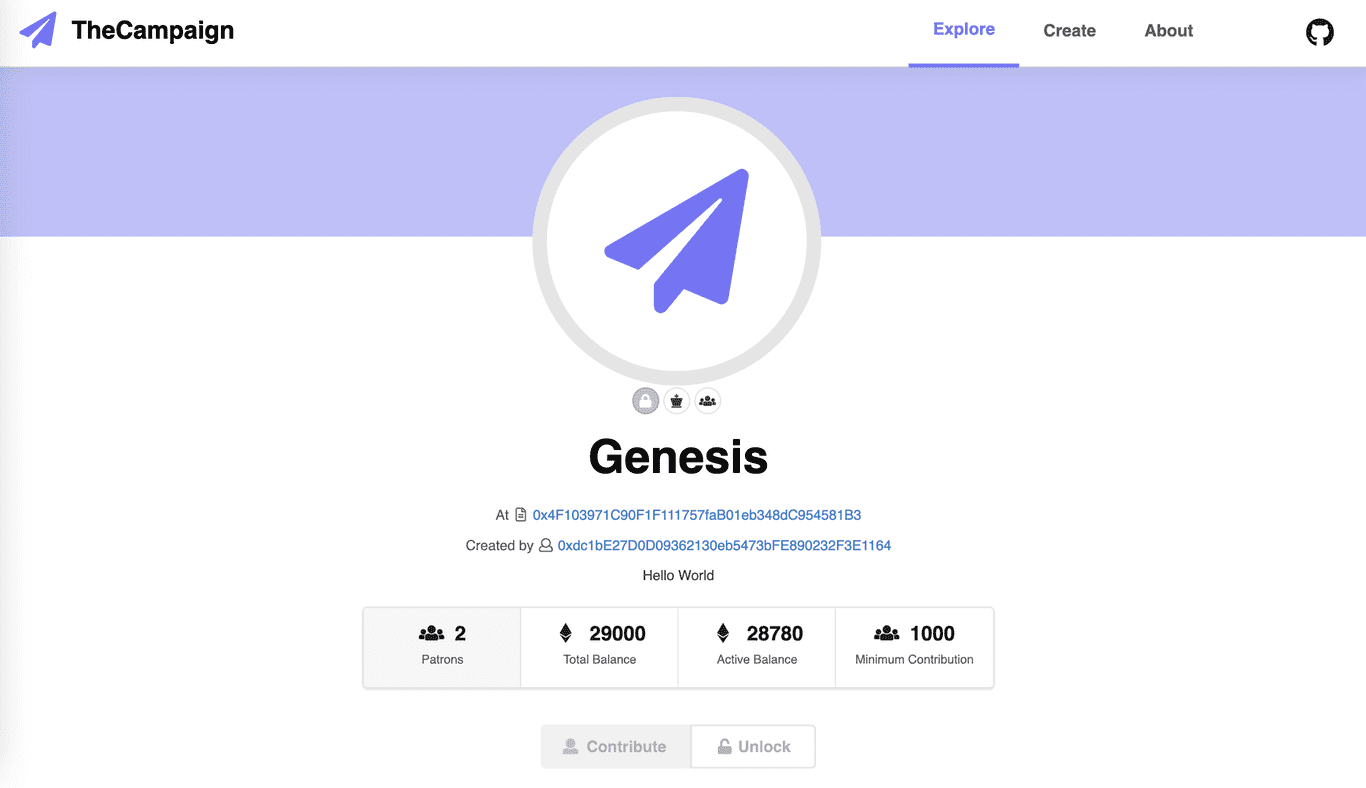 TheCampaign
Explore Create About
Genesis
At 0x4F103971C90F1F111757faB01eb348dC954581B3
Created by 0xdc1bE27D0D09362130eb5473bFE890232F3E1164
Hello World
2 29000 28780 1000
Patrons Total Balance Active Balance Minimum Contribution
Contribute Unlock